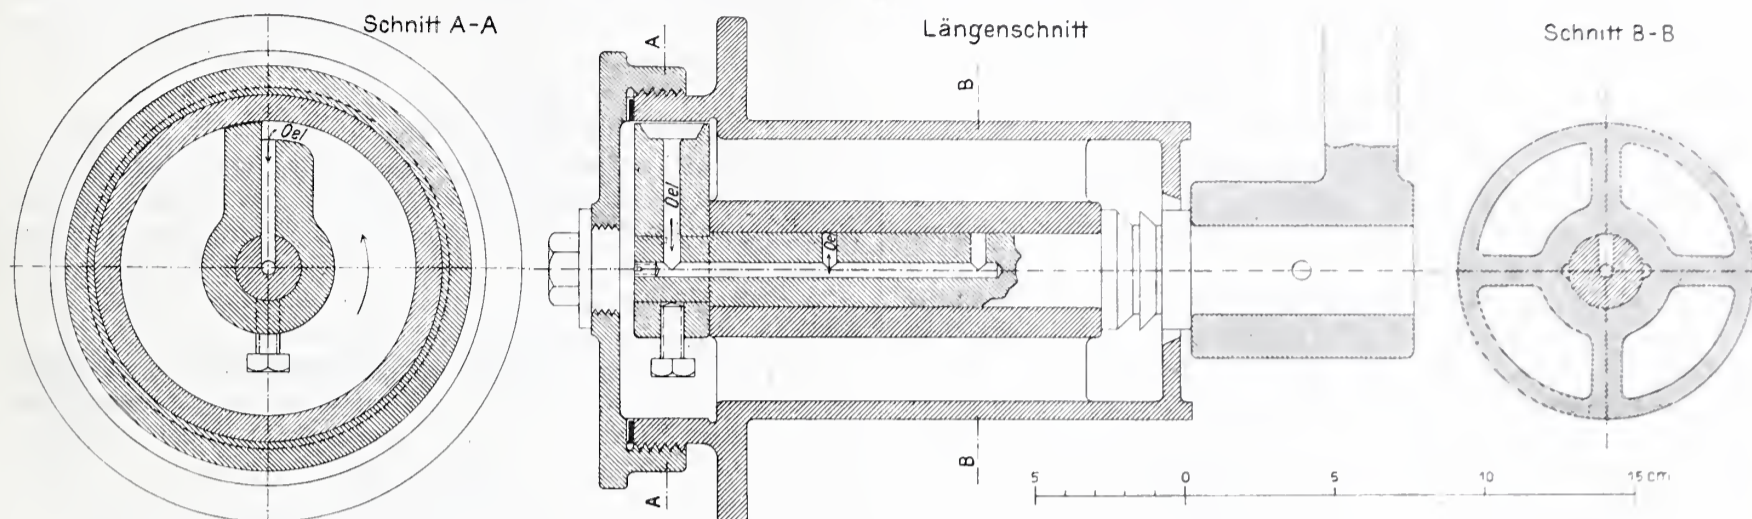 Schnitt A-A
Längenschnitt
Schnitt B-B
A
B
Oel
Oel
Oel
A
B
5 0 5 10 15 cm